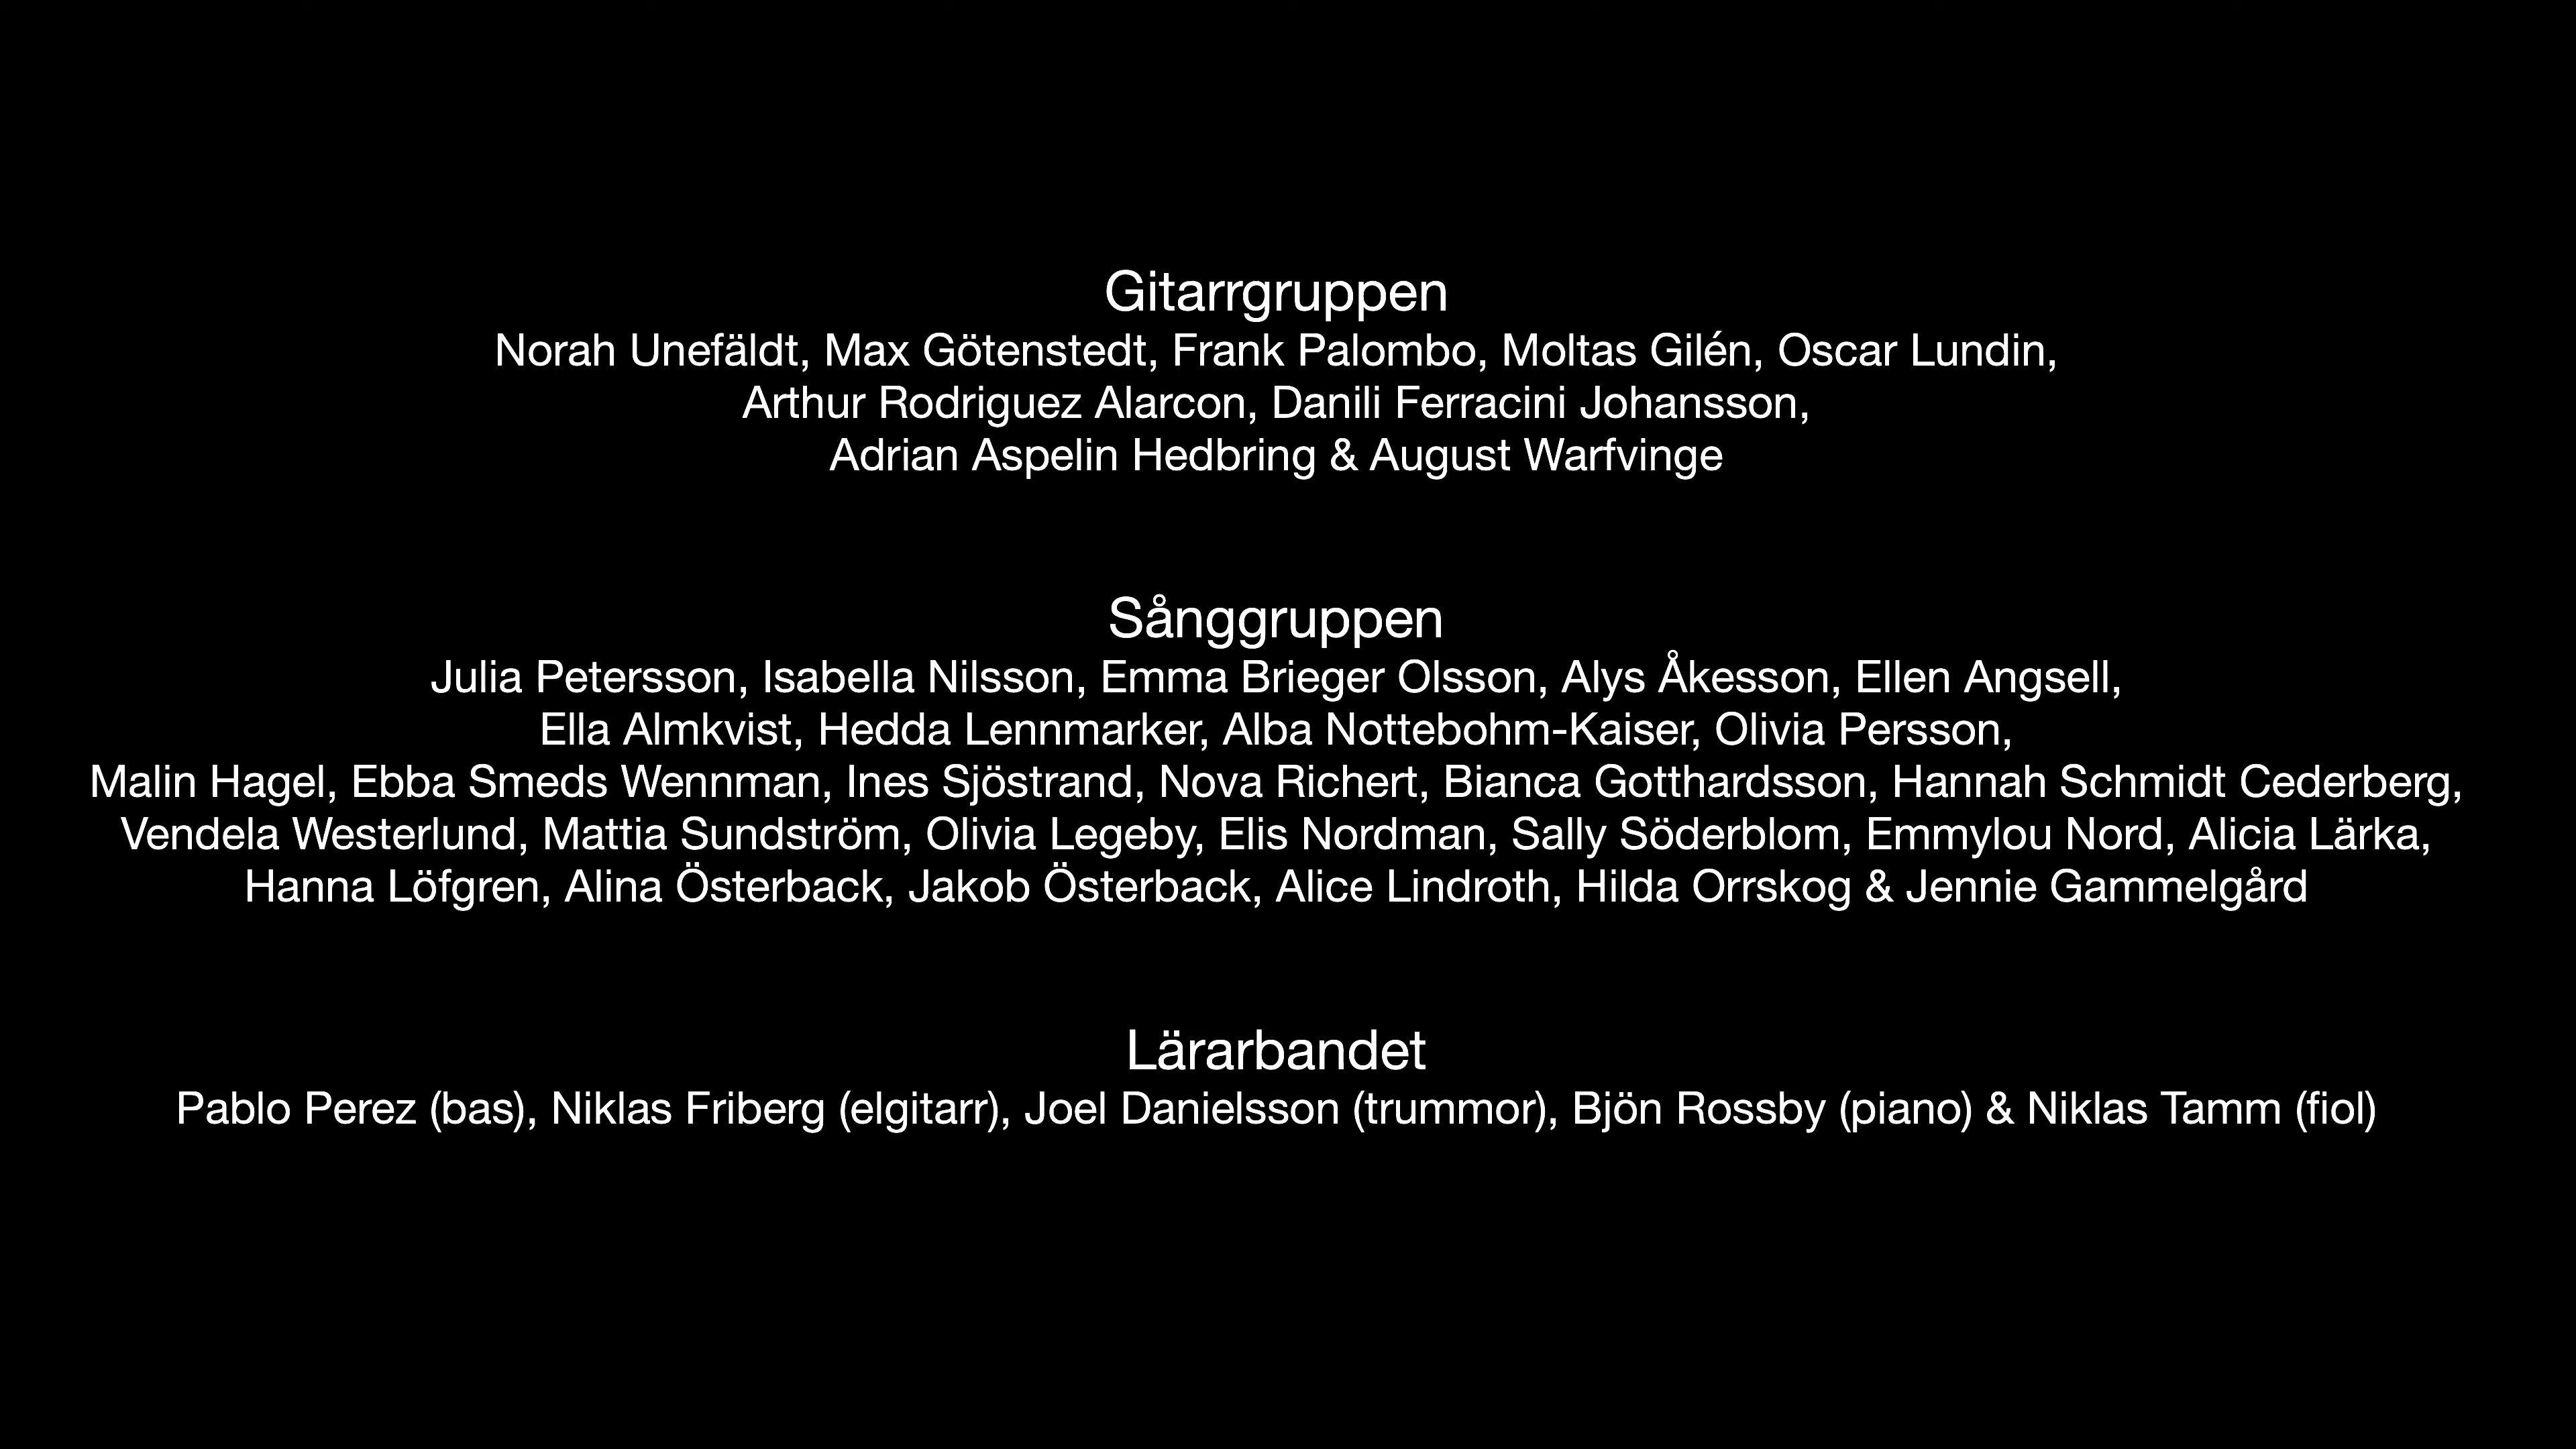 Gitarrgruppen
Norah Unefäldt, Max Götenstedt, Frank Palombo, Moltas Gilén, Oscar Lundin,
Arthur Rodriguez Alarcon, Danili Ferracini Johansson,
Adrian Aspelin Hedbring & August Warfvinge
Sånggruppen
Julia Petersson, Isabella Nilsson, Emma Brieger Olsson, Alys Åkesson, Ellen Angsell,
Ella Almkvist, Hedda Lennmarker, Alba Nottebohm-Kaiser, Olivia Persson,
Malin Hagel, Ebba Smeds Wennman, Ines Sjöstrand, Nova Richert, Bianca Gotthardsson, Hannah Schmidt Cederberg,
Vendela Westerlund, Mattia Sundström, Olivia Legeby, Elis Nordman, Sally Söderblom, Emmylou Nord, Alicia Lärka,
Hanna Löfgren, Alina Österback, Jakob Österback, Alice Lindroth, Hilda Orrskog & Jennie Gammelgård
Lärarbandet
Pablo Perez (bas), Niklas Friberg (elgitarr), Joel Danielsson (trummor), Bjön Rossby (piano) & Niklas Tamm (fiol)